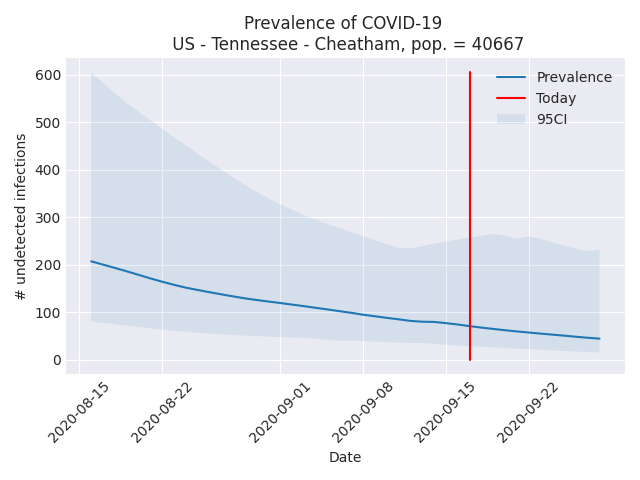 Prevalence of COVID-19
US - Tennessee - Cheatham, pop. = 40667
Prevalence
Today
95CI
# undetected infections
600
500
400
300
200
100
0
2020-08-15
2020-08-22
2020-09-01
2020-09-08
2020-09-15
2020-09-22
Date